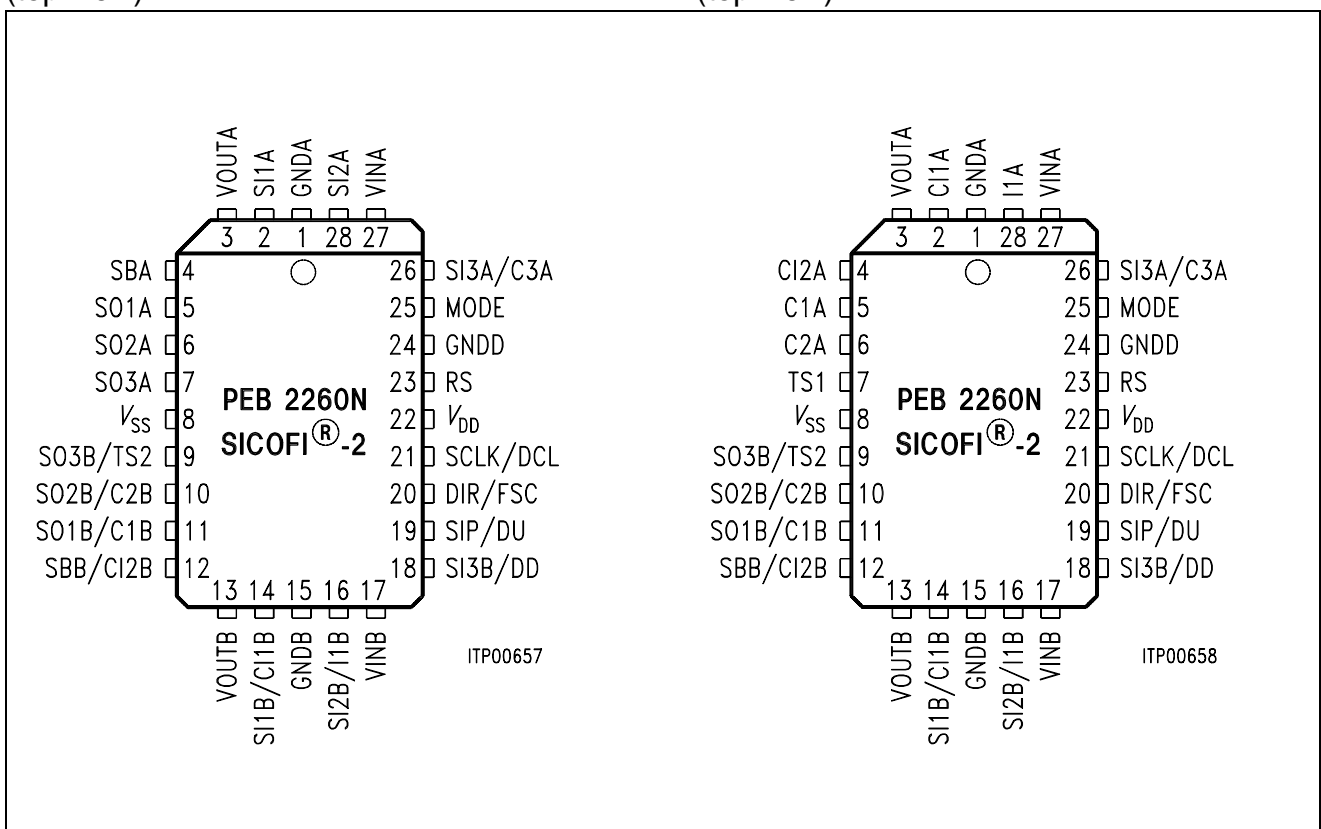 VOUTA
SI1A
GNDA
SI2A
VINA
3 2 1 28 27
SBA 4
SO1A 5
SO2A 6
SO3A 7
VSS 8
SO3B/TS2 9
SO2B/C2B 10
SO1B/C1B 11
SBB/CI2B 12
26 SI3A/C3A
25 MODE
24 GNDD
23 RS
22 VDD
21 SCLK/DCL
20 DIR/FSC
19 SIP/DU
18 SI3B/DD
PEB 2260N
SICOFI®-2
13 14 15 16 17
VOUTB
SI1B/CI1B
GNDB
SI2B/I1B
VINB
ITP00657
VOUTA
CI1A
GNDA
I1A
VINA
3 2 1 28 27
CI2A 4
C1A 5
C2A 6
TS1 7
VSS 8
SO3B/TS2 9
SO2B/C2B 10
SO1B/C1B 11
SBB/CI2B 12
26 SI3A/C3A
25 MODE
24 GNDD
23 RS
22 VDD
21 SCLK/DCL
20 DIR/FSC
19 SIP/DU
18 SI3B/DD
PEB 2260N
SICOFI®-2
13 14 15 16 17
VOUTB
SI1B/CI1B
GNDB
SI2B/I1B
VINB
ITP00658